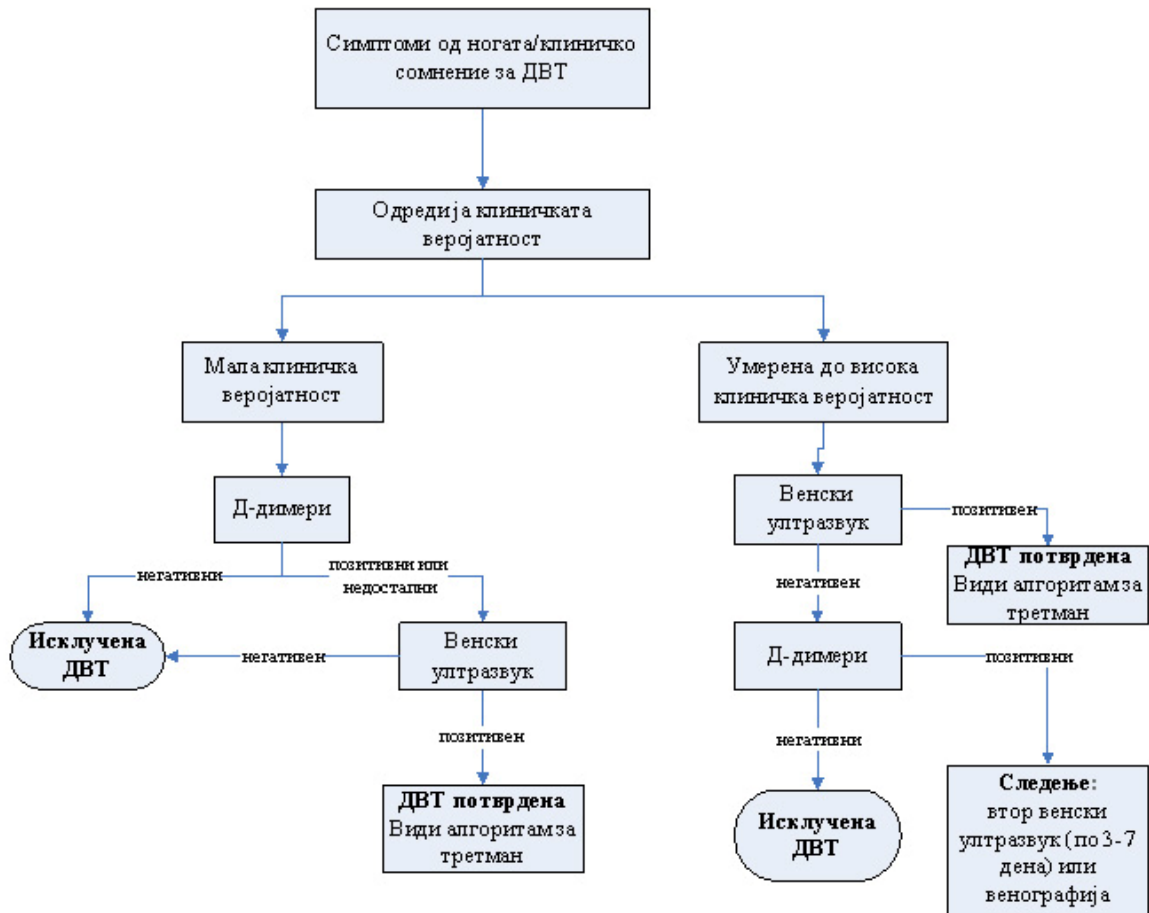 Симптоми од ногата/клиничко
сомнение за ДВТ
Одреди ја клиничката
веројатност
Мала клиничка
веројатност
Умерена до висока
клиничка веројатност
Д-димери
Венски
ултразвук
позитивен
ДВТ потврдена
Види алгоритам за
третман
негативни
позитивни или
недостапни
негативен
Исклучена
ДВТ
негативен
Венски
ултразвук
Д-димери
позитивни
позитивен
негативни
ДВТ потврдена
Види алгоритам за
третман
Исклучена
ДВТ
Следење:
втор венски
ултразвук (по 3-7
дена) или
венографија